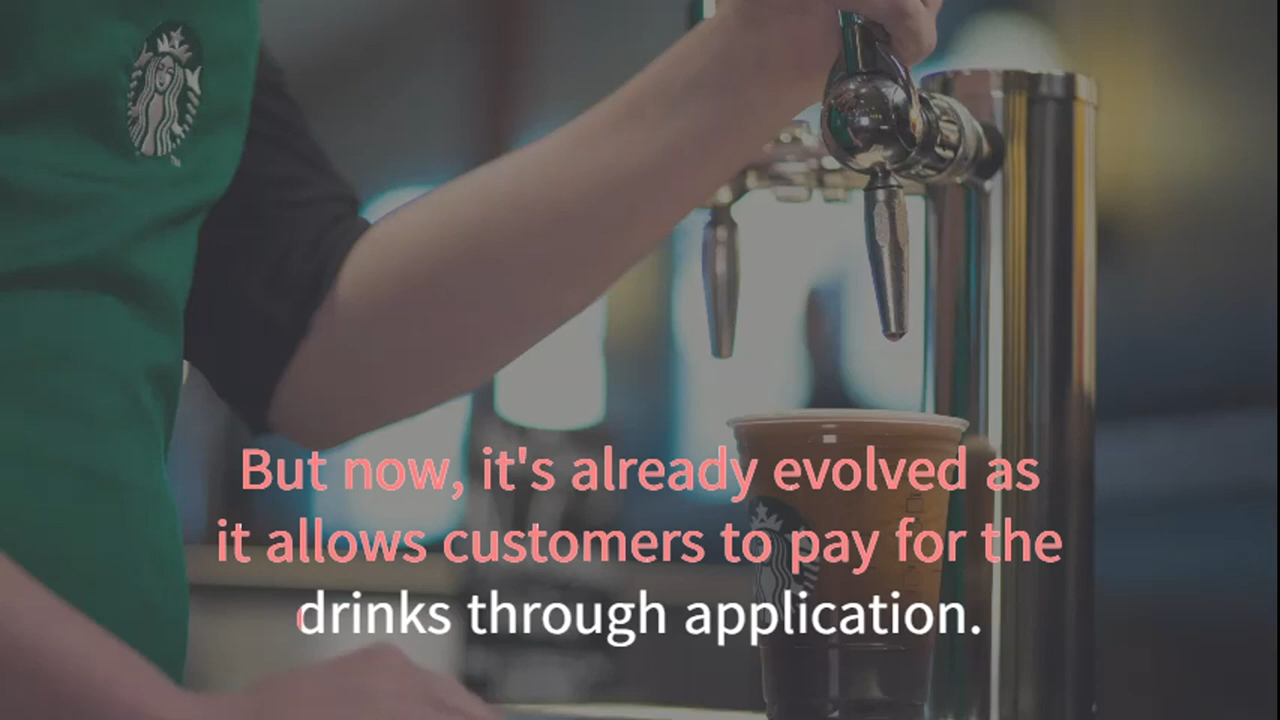 But now, it's already evolved as
it allows customers to pay for the
drinks through application.